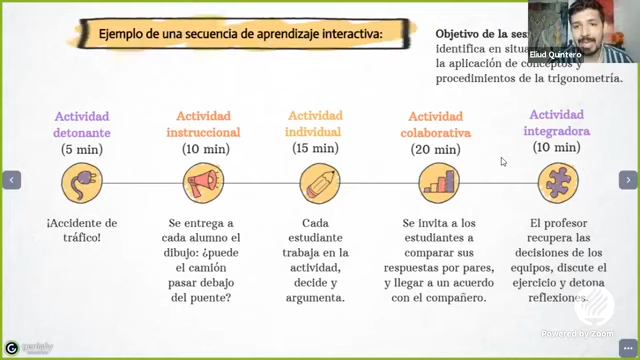 Ejemplo de una secuencia de aprendizaje interactiva:
Objetivo de la
identifica en
la aplicación de conceptos y
procedimientos de la trigonometría.
Eliud Quintero
Actividad
detonante
(5 min)
¡Accidente de
tráfico!
Actividad
instruccional
(10 min)
Se entrega a
cada alumno el
dibujo: ¿puede
el camión
pasar debajo
del puente?
Actividad
individual
(15 min)
Cada
estudiante
trabaja en la
actividad,
decide y
argumenta.
Actividad
colaborativa
(20 min)
Se invita a los
estudiantes a
comparar sus
respuestas por pares,
y llegar a un acuerdo
con el compañero.
Actividad
integradora
(10 min)
El profesor
recupera las
decisiones de los
equipos, discute el
ejercicio y detona
reflexiones.
Powered by Zoom
genially